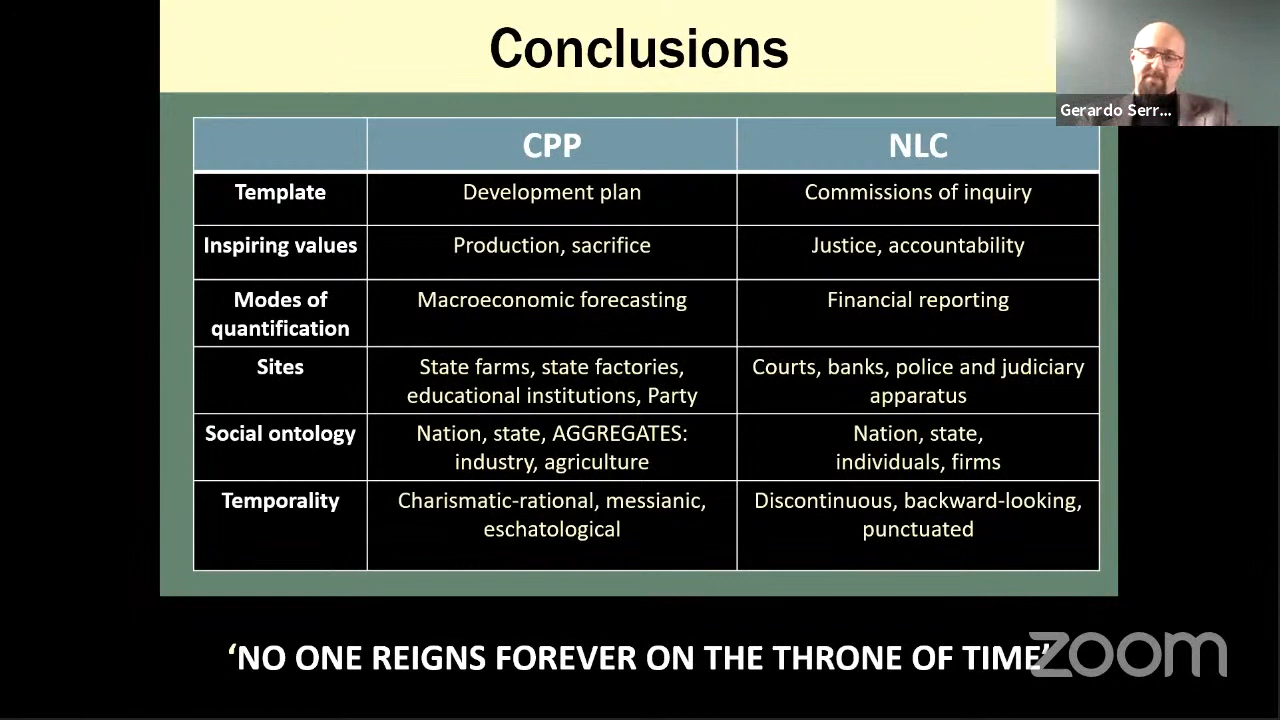 Conclusions
Gerardo Serr...
CPP NLC
Template Development plan Commissions of inquiry
Inspiring values Production, sacrifice Justice, accountability
Modes of
quantification
Macroeconomic forecasting Financial reporting
Sites
State farms, state factories,
educational institutions, Party
Courts, banks, police and judiciary
apparatus
Social ontology
Nation, state, AGGREGATES:
industry, agriculture
Nation, state,
individuals, firms
Temporality
Charismatic-rational, messianic,
eschatological
Discontinuous, backward-looking,
punctuated
‘NO ONE REIGNS FOREVER ON THE THRONE OF TIME’
zoom